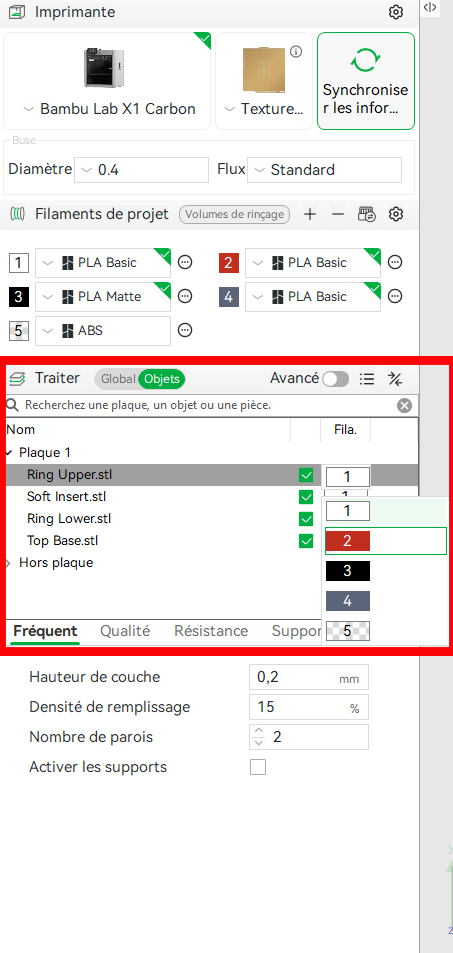 Imprimante
Bambu Lab X1 Carbon
Texture...
Synchronise
r les infor...
Buse
Diamètre
0.4
Flux
Standard
Filaments de projet
Volumes de rinçage
1 PLA Basic
2 PLA Basic
3 PLA Matte
4 PLA Basic
5 ABS
Traiter
Global
Objets
Avancé
Recherchez une plaque, un objet ou une pièce.
Nom Fila.
Plaque 1
Ring Upper.stl 1
Soft Insert.stl 1
Ring Lower.stl
Top Base.stl
Hors plaque
1
2
3
4
5
Fréquent Qualité Résistance Suppor
Hauteur de couche 0,2 mm
Densité de remplissage 15 %
Nombre de parois 2
Activer les supports